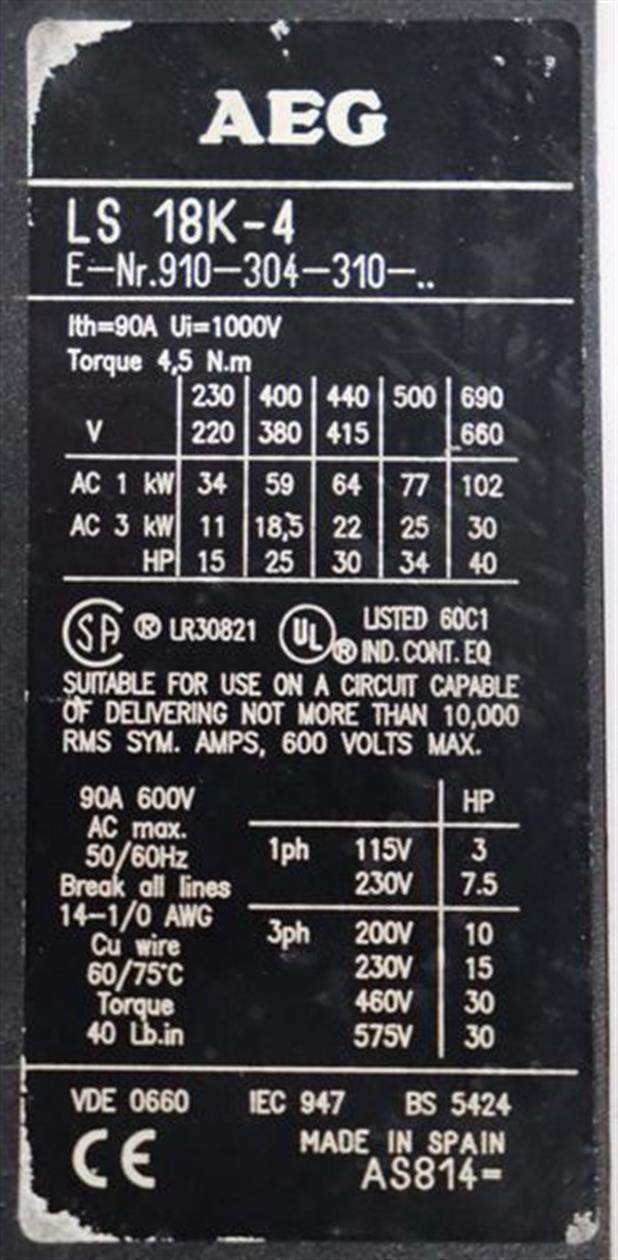 AEG
LS 18K-4
E-Nr.910-304-310-..
Ith=90A Ui=1000V
Torque 4,5 N.m
230 400 440 500 690
V 220 380 415 660
AC 1 kW 34 59 64 77 102
AC 3 kW 11 18,5 22 25 30
HP 15 25 30 34 40
SA ® LR30821 UL ® LISTED 60C1
IND. CONT. EQ
SUITABLE FOR USE ON A CIRCUIT CAPABLE
OF DELIVERING NOT MORE THAN 10,000
RMS SYM. AMPS, 600 VOLTS MAX.
90A 600V
AC max.
50/60Hz
Break all lines
14-1/0 AWG
Cu wire
60/75°C
Torque
40 Lb.in
HP
1ph 115V 3
230V 7.5
3ph 200V 10
230V 15
460V 30
575V 30
VDE 0660 IEC 947 BS 5424
CE MADE IN SPAIN
AS814=